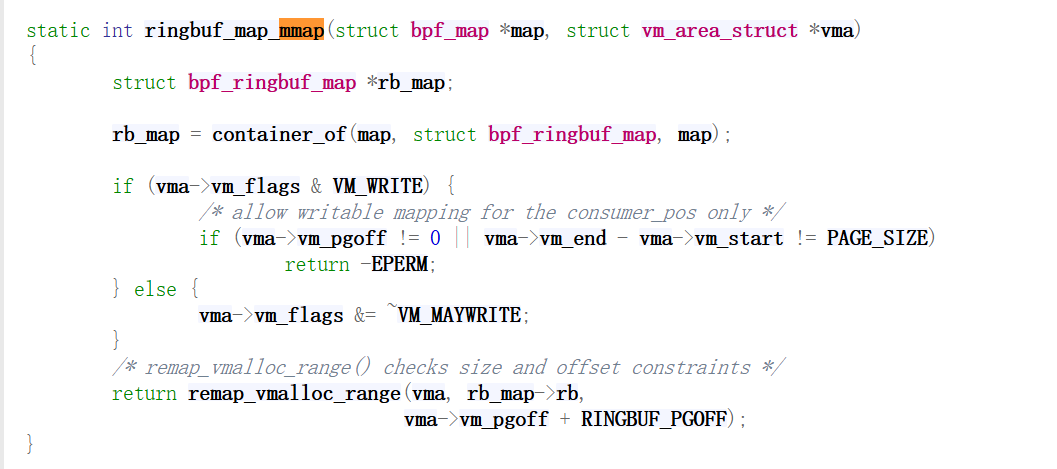 static int ringbuf_map_mmap(struct bpf_map *map, struct vm_area_struct *vma)
{
        struct bpf_ringbuf_map *rb_map;

        rb_map = container_of(map, struct bpf_ringbuf_map, map);

        if (vma->vm_flags & VM_WRITE) {
                /* allow writable mapping for the consumer_pos only */
                if (vma->vm_pgoff != 0 || vma->vm_end - vma->vm_start != PAGE_SIZE)
                        return -EPERM;
        } else {
                vma->vm_flags &= ~VM_MAYWRITE;
        }
        /* remap_vmalloc_range() checks size and offset constraints */
        return remap_vmalloc_range(vma, rb_map->rb,
                                   vma->vm_pgoff + RINGBUF_PGOFF);
}